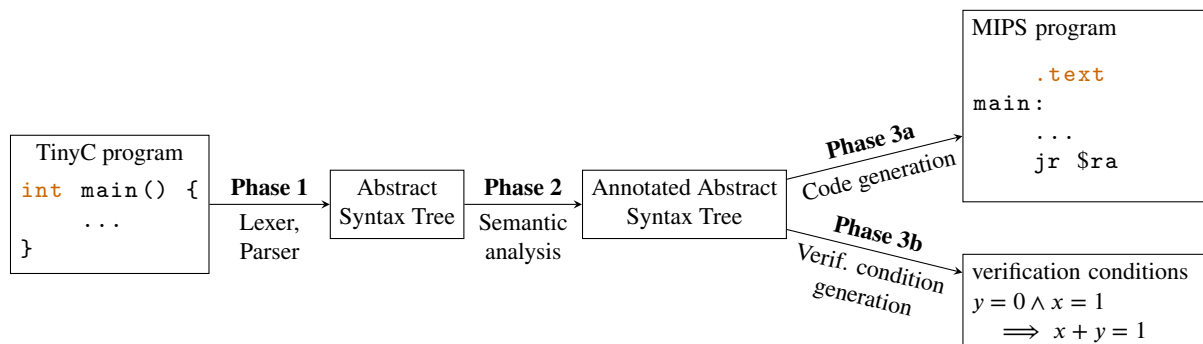 TinyC program
int main() {
...
}
Phase 1
Lexer,
Parser
Abstract
Syntax Tree
Phase 2
Semantic
analysis
Annotated Abstract
Syntax Tree
Phase 3a
Code generation
MIPS program
.text
main:
...
jr $ra
Phase 3b
Verif. condition
generation
verification conditions
y = 0 ∧ x = 1
⟹ x + y = 1